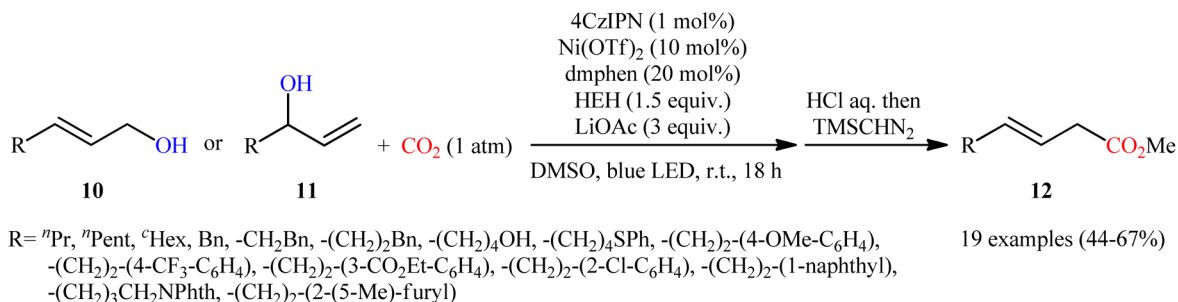 4CzIPN (1 mol%)
Ni(OTf)₂ (10 mol%)
dmphen (20 mol%)
HEH (1.5 equiv.)
LiOAc (3 equiv.)
DMSO, blue LED, r.t., 18 h
HCl aq. then
TMSCHN₂
R OH or OH R + CO₂ (1 atm) R CO₂Me
10 11 12
R= ⁿPr, ⁿPent, ᶜHex, Bn, -CH₂Bn, -(CH₂)₂Bn, -(CH₂)₄OH, -(CH₂)₄SPh, -(CH₂)₂-(4-OMe-C₆H₄),
-(CH₂)₂-(4-CF₃-C₆H₄), -(CH₂)₂-(3-CO₂Et-C₆H₄), -(CH₂)₂-(2-Cl-C₆H₄), -(CH₂)₂-(1-naphthyl),
-(CH₂)₃CH₂NPhth, -(CH₂)₂-(2-(5-Me)-furyl)
19 examples (44-67%)